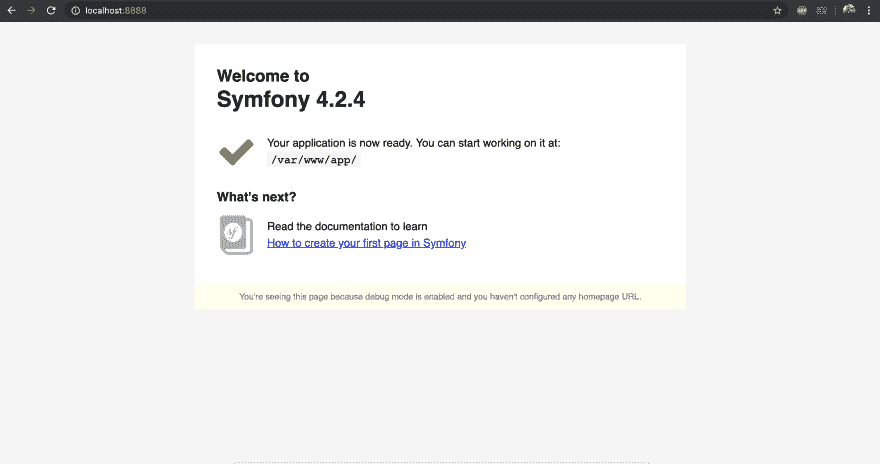 localhost:8888
Welcome to
Symfony 4.2.4
Your application is now ready. You can start working on it at:
/var/www/app/
What's next?
sf
Read the documentation to learn
How to create your first page in Symfony
You're seeing this page because debug mode is enabled and you haven't configured any homepage URL.